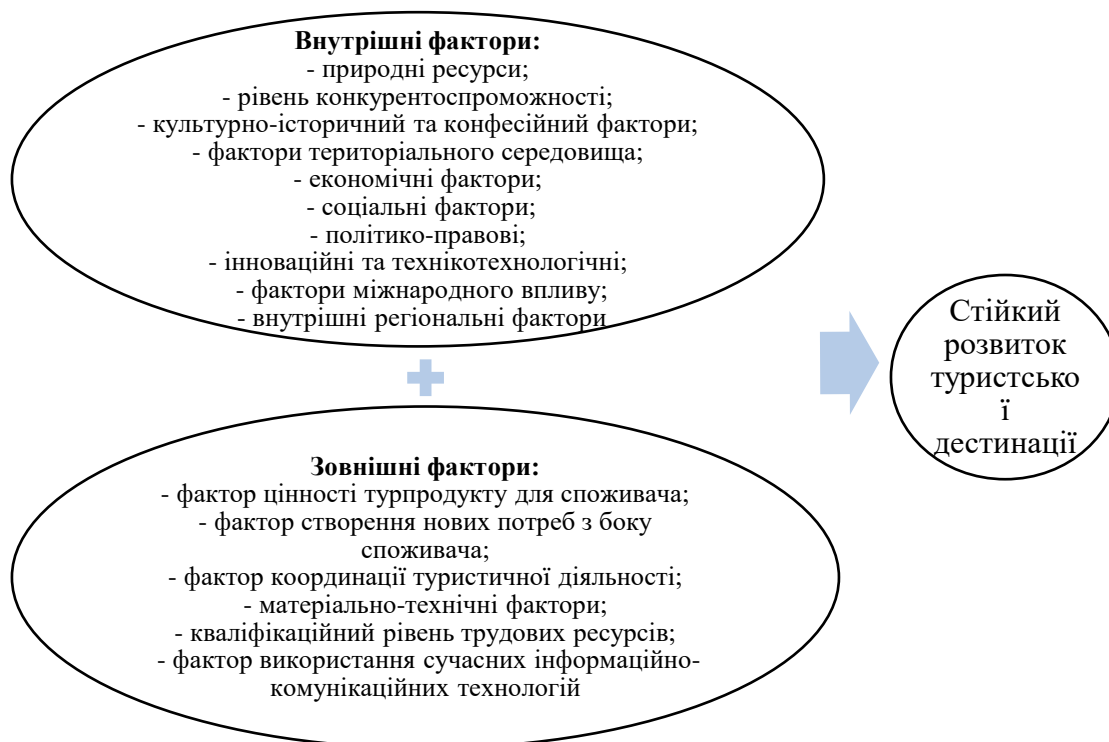 Внутрішні фактори:
- природні ресурси;
- рівень конкурентоспроможності;
- культурно-історичний та конфесійний фактори;
- фактори територіального середовища;
- економічні фактори;
- соціальні фактори;
- політико-правові;
- інноваційні та технікотехнологічні;
- фактори міжнародного впливу;
- внутрішні регіональні фактори
Зовнішні фактори:
- фактор цінності турпродукту для споживача;
- фактор створення нових потреб з боку
споживача;
- фактор координації туристичної діяльності;
- матеріально-технічні фактори;
- кваліфікаційний рівень трудових ресурсів;
- фактор використання сучасних інформаційно-
комунікаційних технологій
Стійкий
розвиток
туристсько
ї
дестинації